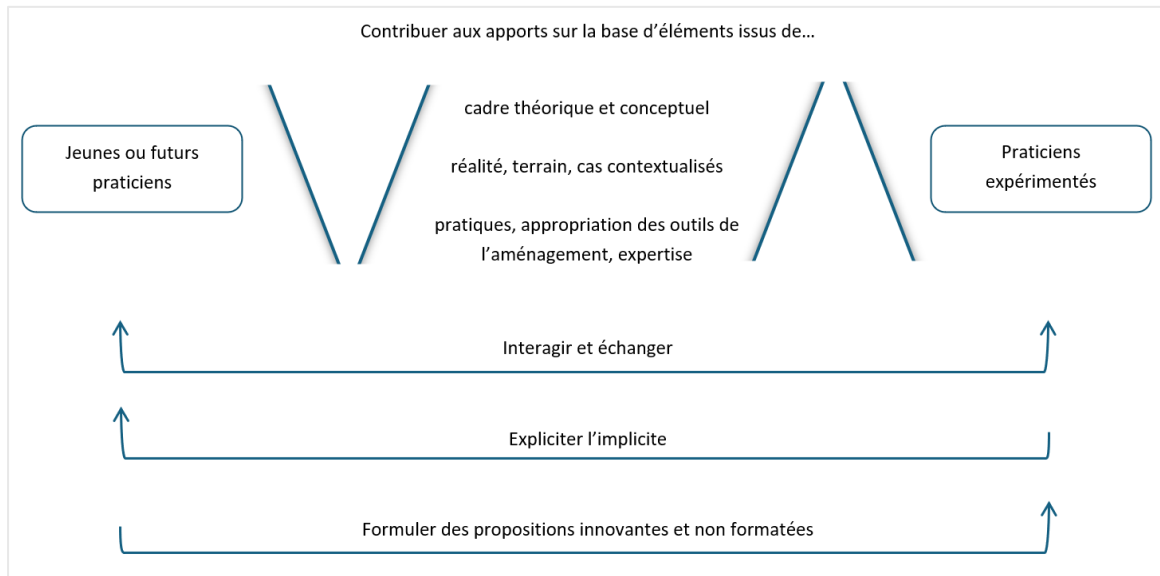 Contribuer aux apports sur la base d’éléments issus de…
cadre théorique et conceptuel
Jeunes ou futurs
praticiens
réalité, terrain, cas contextualisés
Praticiens
expérimentés
pratiques, appropriation des outils de
l’aménagement, expertise
Interagir et échanger
Expliciter l’implicite
Formuler des propositions innovantes et non formatées